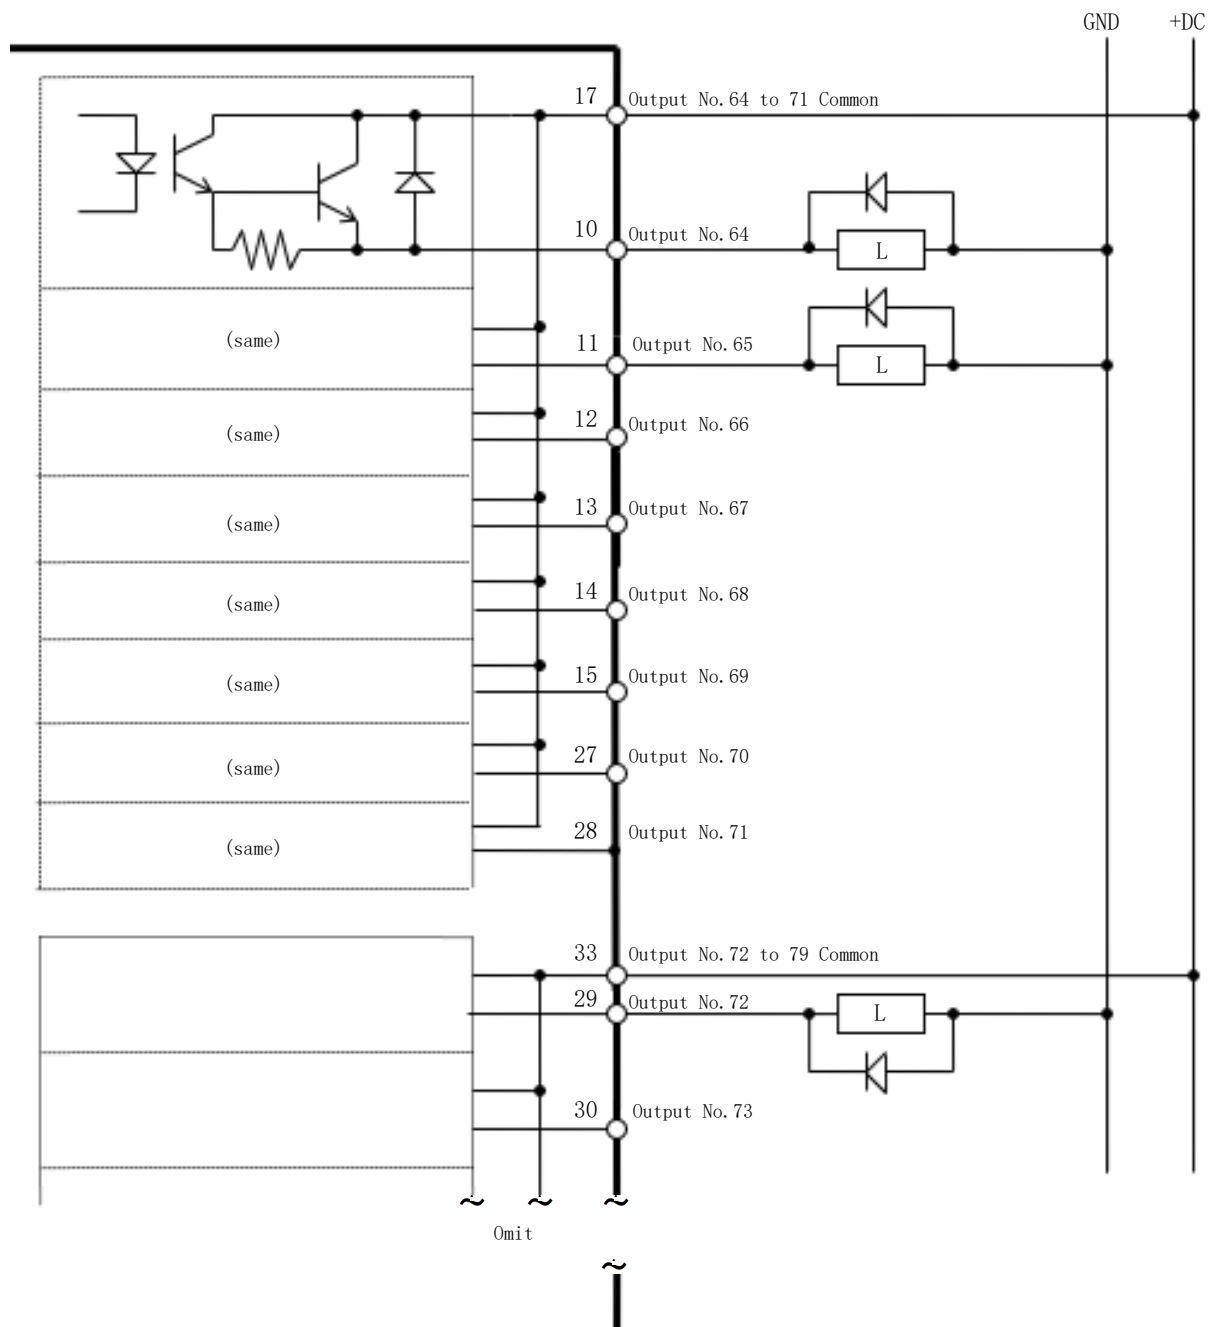 GND +DC
17 Output No.64 to 71 Common
10 Output No.64
L
(same) 11 Output No.65
L
(same) 12 Output No.66
(same) 13 Output No.67
(same) 14 Output No.68
(same) 15 Output No.69
(same) 27 Output No.70
(same) 28 Output No.71
33 Output No.72 to 79 Common
29 Output No.72
L
30 Output No.73
Omit